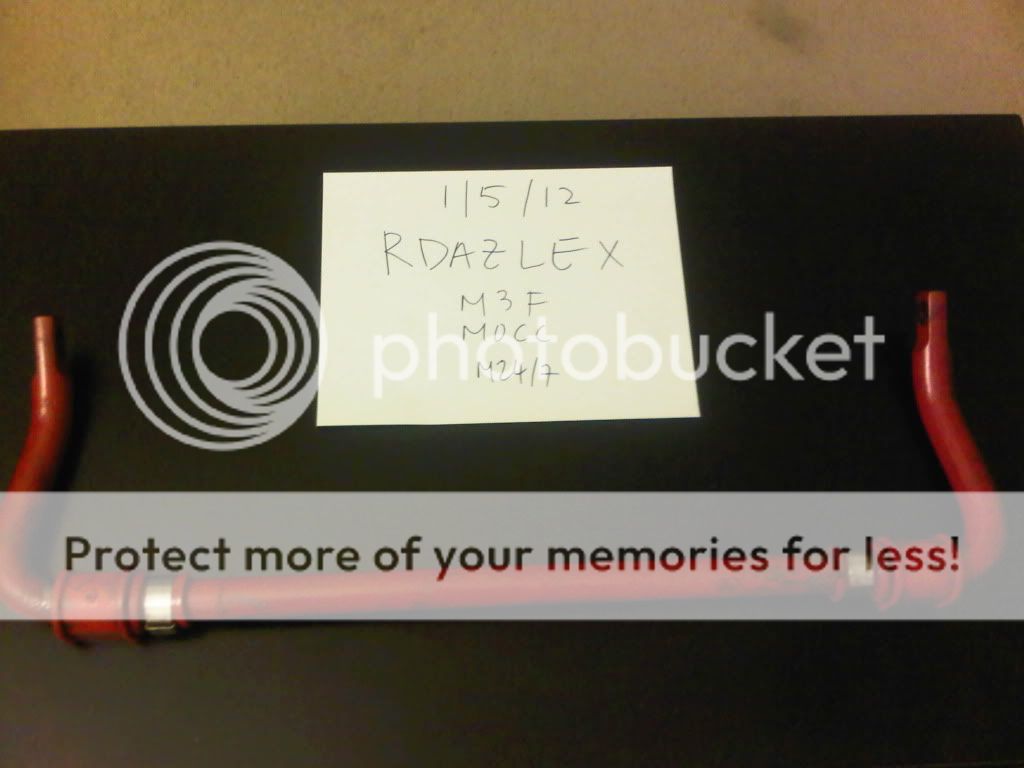 1/5/12
RDAZLEX
M3F
MOCC
M24/7
photobucket
Protect more of your memories for less!